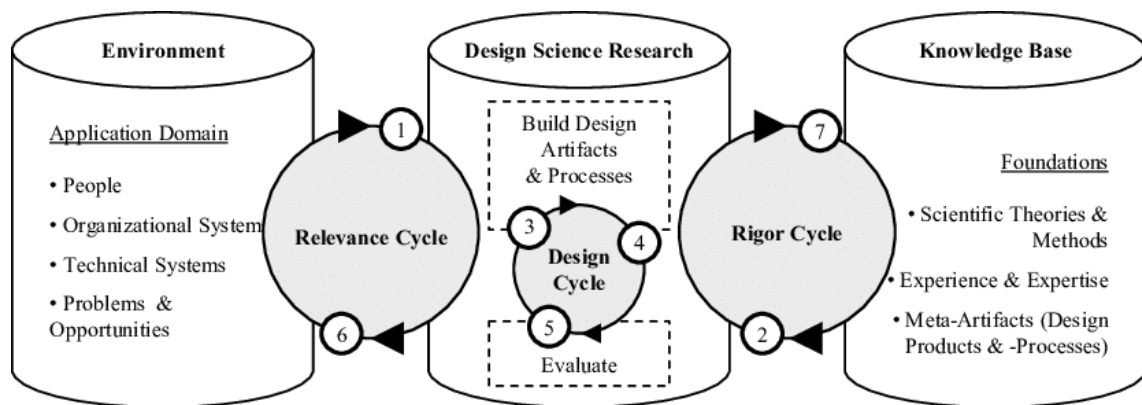 Environment
Application Domain
• People
• Organizational System
• Technical Systems
• Problems &
Opportunities
1
Relevance Cycle
6
Design Science Research
Build Design
Artifacts
& Processes
3
4
Design
Cycle
5
Evaluate
7
Rigor Cycle
2
Knowledge Base
Foundations
• Scientific Theories &
Methods
• Experience & Expertise
• Meta-Artifacts (Design
Products & -Processes)